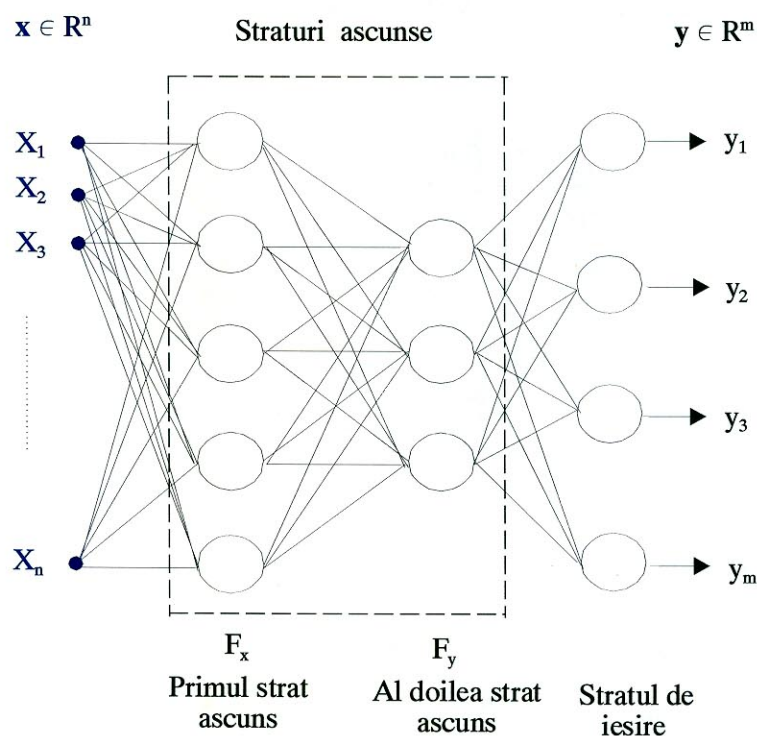 x ∈ Rⁿ
Straturi ascunse
y ∈ Rᵐ
X₁
X₂
X₃
Xₙ
y₁
y₂
y₃
yₘ
Fₓ
Primul strat
ascuns
F_y
Al doilea strat
ascuns
Stratul de
iesire